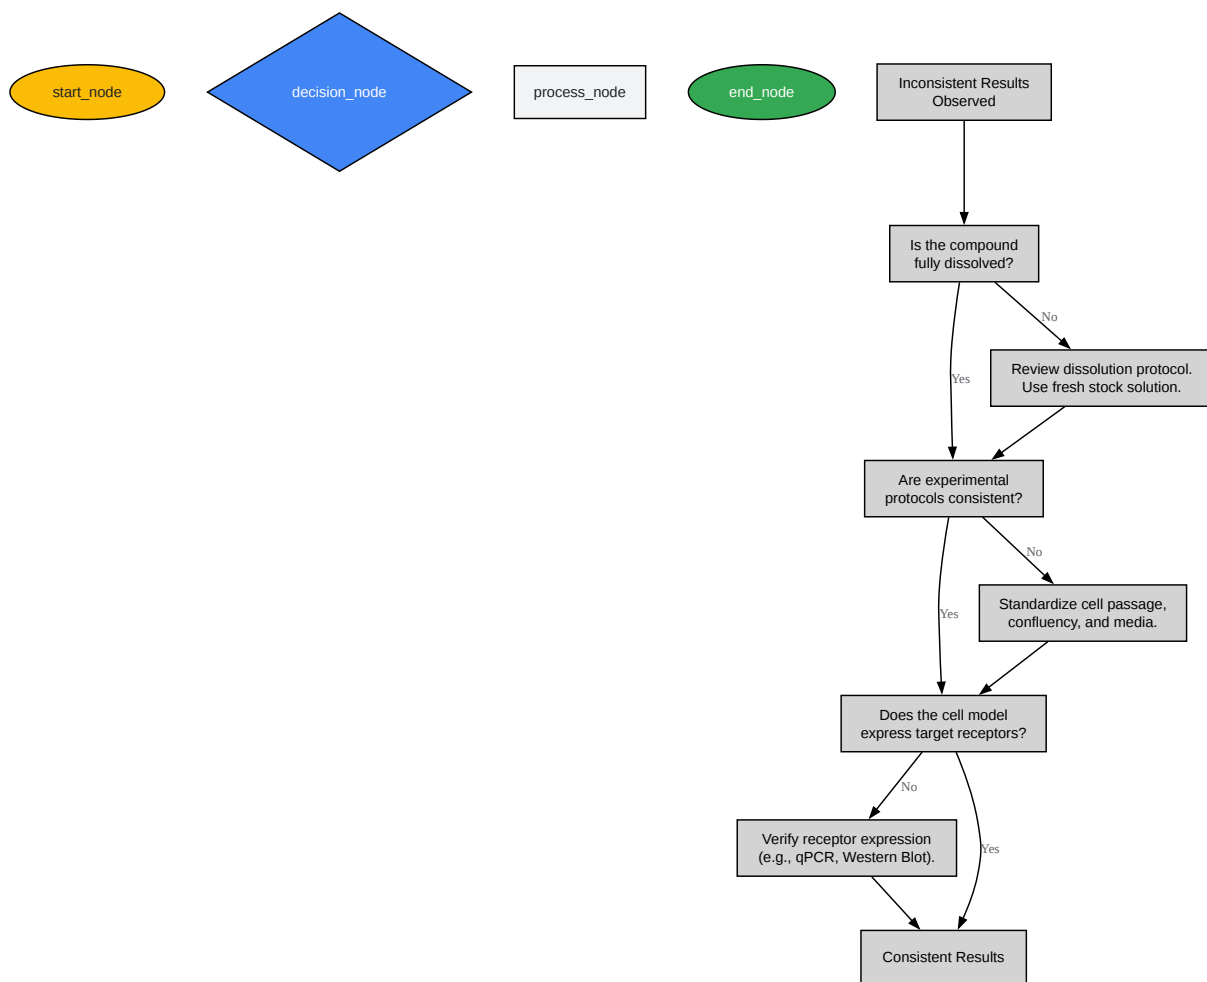 start_node
decision_node
process_node
end_node
Inconsistent Results
Observed
Is the compound
fully dissolved?
No
Review dissolution protocol.
Use fresh stock solution.
Yes
Are experimental
protocols consistent?
No
Standardize cell passage,
confluency, and media.
Yes
Does the cell model
express target receptors?
No
Verify receptor expression
(e.g., qPCR, Western Blot).
Yes
Consistent Results